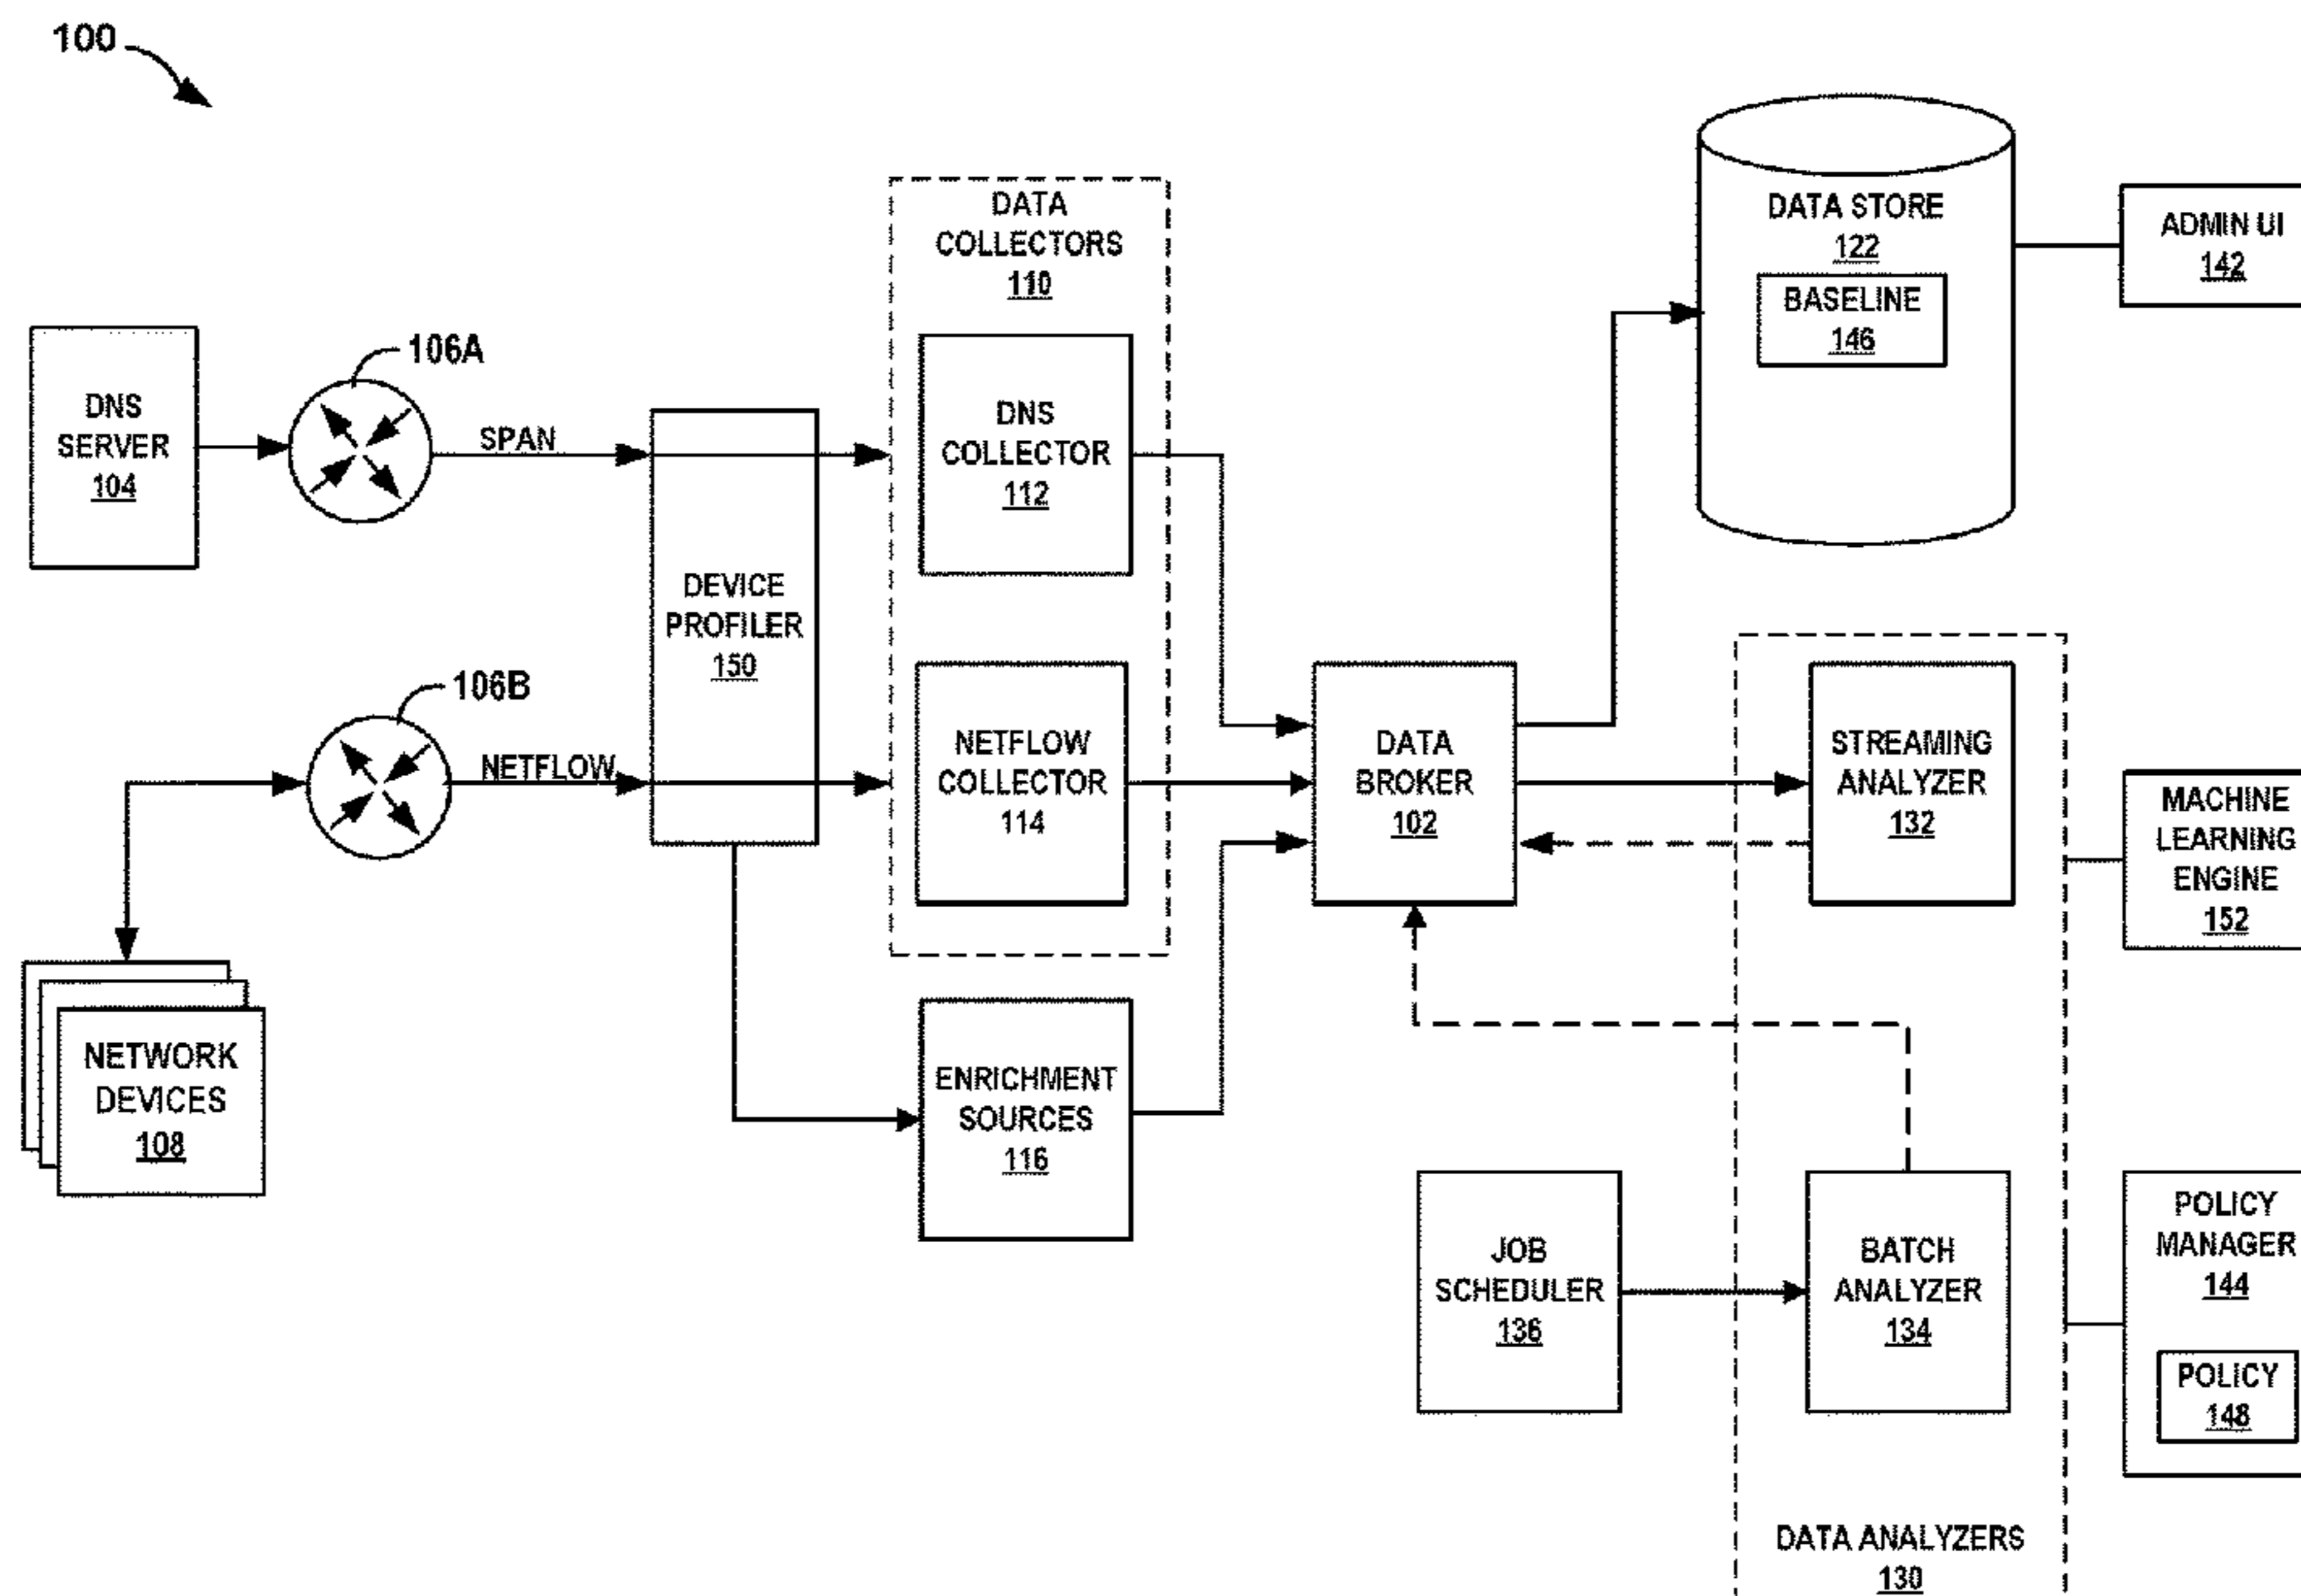 100
DATA
COLLECTORS
110
DATA STORE
122
BASELINE
146
ADMIN UI
142
DNS
SERVER
104
106A
SPAN
DEVICE
PROFILER
150
DNS
COLLECTOR
112
106B
NETFLOW
NETFLOW
COLLECTOR
114
DATA
BROKER
102
STREAMING
ANALYZER
132
MACHINE
LEARNING
ENGINE
152
NETWORK
DEVICES
108
ENRICHMENT
SOURCES
116
JOB
SCHEDULER
136
BATCH
ANALYZER
134
POLICY
MANAGER
144
POLICY
148
DATA ANALYZERS
130